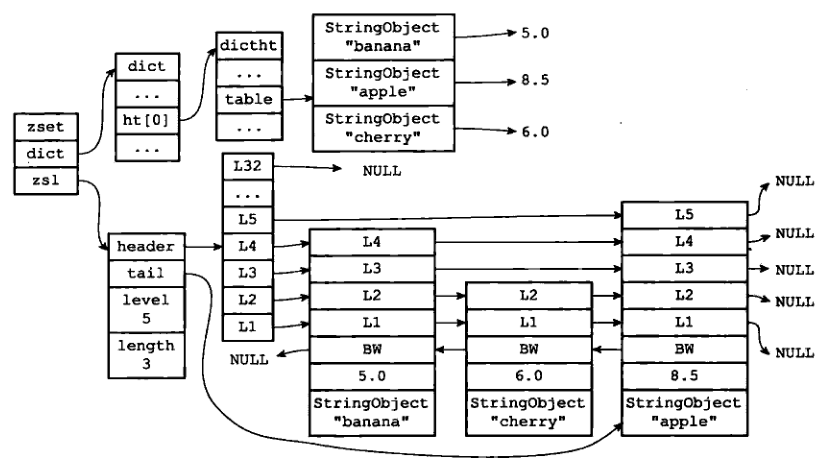 zset
dict
zsl
dict
...
ht[0]
...
dictht
...
table
...
StringObject
"banana"
StringObject
"apple"
StringObject
"cherry"
5.0
8.5
6.0
header
tail
level
5
length
3
L32
...
L5
L4
L3
L2
L1
NULL
NULL
L4
L3
L2
L1
BW
5.0
StringObject
"banana"
L2
L1
BW
6.0
StringObject
"cherry"
L5
L4
L3
L2
L1
BW
8.5
StringObject
"apple"
NULL
NULL
NULL
NULL
NULL